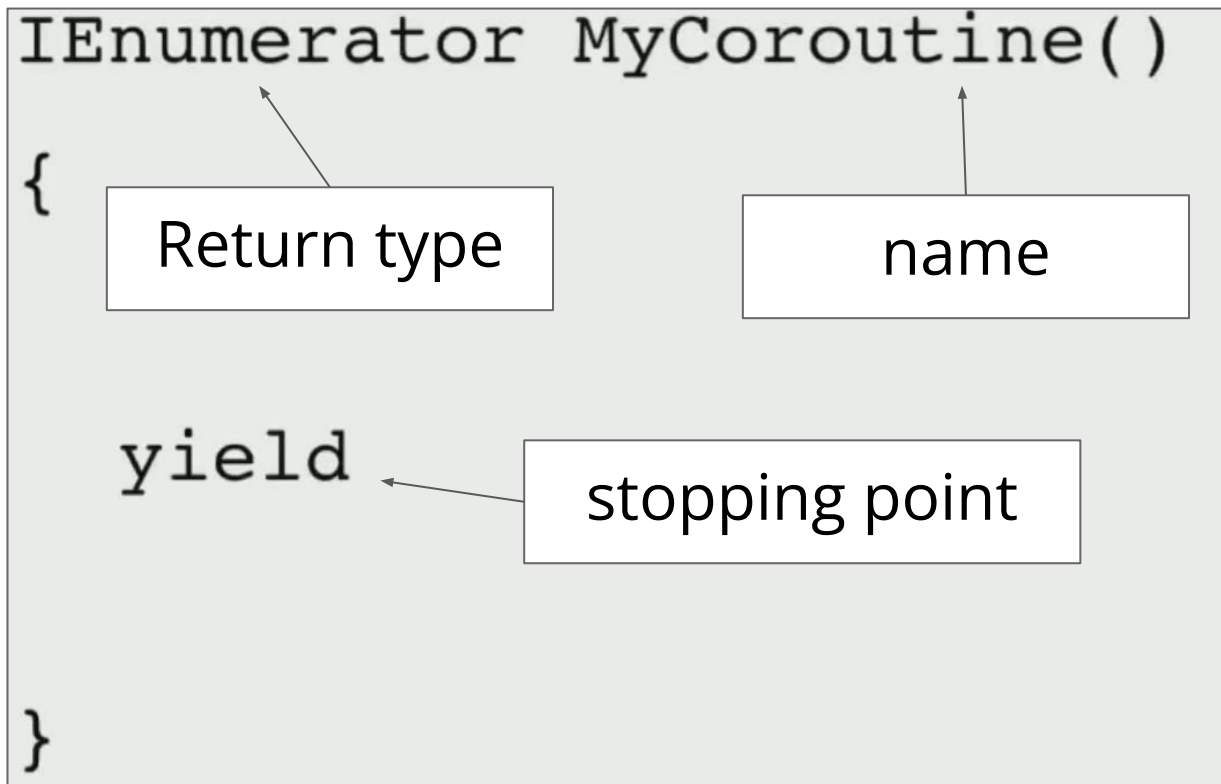 IEnumerator MyCoroutine()
{
Return type
name
yield
stopping point
}